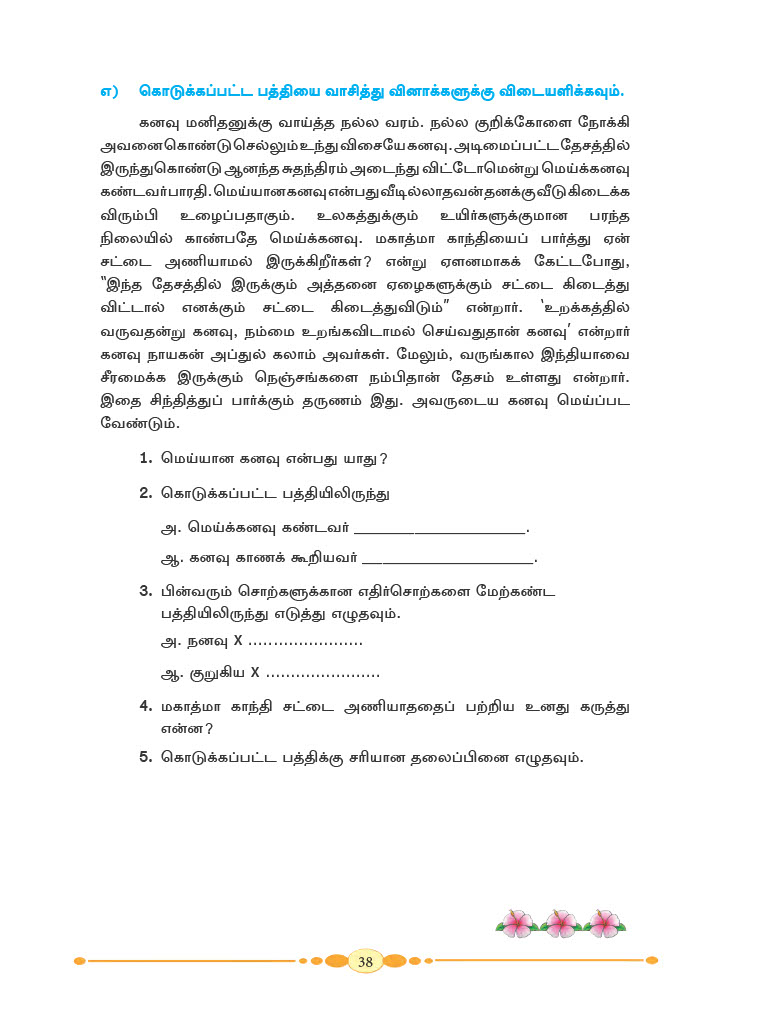 எ) கொடுக்கப்பட்ட பத்தியை வாசித்து வினாக்களுக்கு விடையளிக்கவும்.
கனவு மனிதனுக்கு வாய்த்த நல்ல வரம். நல்ல குறிக்கோளை நோக்கி
அவனைகொண்டுசெல்லும் உந்துவிசையேகனவு.அடிமைப்பட்டதேசத்தில்
இருந்துகொண்டு ஆனந்த சுதந்திரம் அடைந்து விட்டோமென்று மெய்க்கனவு
கண்டவர்பாரதி. மெய்யானகனவு என்பதுவீடில்லாதவன்தனக்குவீடுகிடைக்க
விரும்பி உழைப்பதாகும். உலகத்துக்கும் உயிர்களுக்குமான பரந்த
நிலையில் காண்பதே மெய்க்கனவு. மகாத்மா காந்தியைப் பார்த்து ஏன்
சட்டை அணியாமல் இருக்கிறீர்கள்? என்று ஏளனமாகக் கேட்டபோது,
“இந்த தேசத்தில் இருக்கும் அத்தனை ஏழைகளுக்கும் சட்டை கிடைத்து
விட்டால் எனக்கும் சட்டை கிடைத்துவிடும்” என்றார். ‘உறக்கத்தில்
வருவதன்று கனவு, நம்மை உறங்கவிடாமல் செய்வதுதான் கனவு’ என்றார்
கனவு நாயகன் அப்துல் கலாம் அவர்கள். மேலும், வருங்கால இந்தியாவை
சீரமைக்க இருக்கும் நெஞ்சங்களை நம்பிதான் தேசம் உள்ளது என்றார்.
இதை சிந்தித்துப் பார்க்கும் தருணம் இது. அவருடைய கனவு மெய்ப்பட
வேண்டும்.
1. மெய்யான கனவு என்பது யாது?
2. கொடுக்கப்பட்ட பத்தியிலிருந்து
அ. மெய்க்கனவு கண்டவர் ____________________.
ஆ. கனவு காணக் கூறியவர் ____________________.
3. பின்வரும் சொற்களுக்கான எதிர்சொற்களை மேற்கண்ட
பத்தியிலிருந்து எடுத்து எழுதவும்.
அ. நனவு X .......................
ஆ. குறுகிய X .......................
4. மகாத்மா காந்தி சட்டை அணியாததைப் பற்றிய உனது கருத்து
என்ன?
5. கொடுக்கப்பட்ட பத்திக்கு சரியான தலைப்பினை எழுதவும்.
38